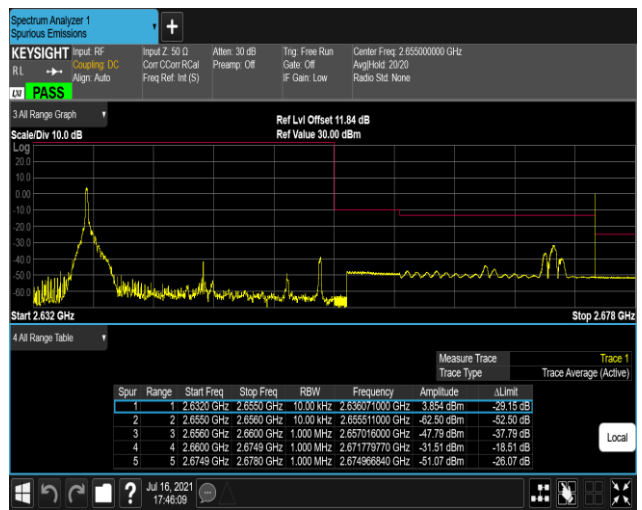 Spectrum Analyzer 1
Spurious Emissions
KEYSIGHT Input: RF Input Z: 50 Ω Atten: 30 dB Trig: Free Run Center Freq: 2.655000000 GHz
RL Coupling: DC Corr CCorr RCal Preamp: Off Gate: Off Avg|Hold: 20/20
Align: Auto Freq Ref: Int (S) IF Gain: Low Radio Std: None
LXI PASS
3 All Range Graph Ref Lvl Offset 11.84 dB
Scale/Div 10.0 dB Ref Value 30.00 dBm
Log
20.0
10.0
0.00
-10.0
-20.0
-30.0
-40.0
-50.0
-60.0
Start 2.632 GHz Stop 2.678 GHz
4 All Range Table
Measure Trace Trace 1
Trace Type Trace Average (Active)
Spur Range Start Freq Stop Freq RBW Frequency Amplitude ΔLimit
1 1 2.6320 GHz 2.6550 GHz 10.00 kHz 2.636071000 GHz 3.854 dBm -29.15 dB
2 2 2.6550 GHz 2.6560 GHz 10.00 kHz 2.655511000 GHz -62.50 dBm -52.50 dB
3 3 2.6560 GHz 2.6600 GHz 1.000 MHz 2.657016000 GHz -47.79 dBm -37.79 dB
4 4 2.6600 GHz 2.6749 GHz 1.000 MHz 2.671779770 GHz -31.51 dBm -18.51 dB
5 5 2.6749 GHz 2.6780 GHz 1.000 MHz 2.674966840 GHz -51.07 dBm -26.07 dB
Local
Jul 16, 2021
17:46:09